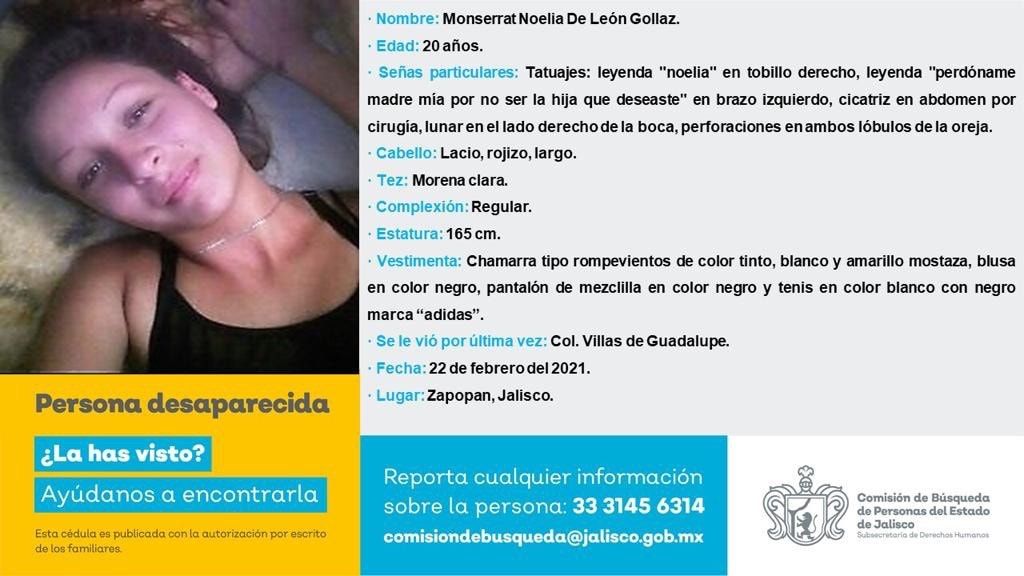 · Nombre: Monserrat Noelia De León Gollaz.
· Edad: 20 años.
· Señas particulares: Tatuajes: leyenda "noelia" en tobillo derecho, leyenda "perdóname
madre mía por no ser la hija que deseaste" en brazo izquierdo, cicatriz en abdomen por
cirugía, lunar en el lado derecho de la boca, perforaciones en ambos lóbulos de la oreja.
· Cabello: Lacio, rojizo, largo.
· Tez: Morena clara.
· Complexión: Regular.
· Estatura: 165 cm.
· Vestimenta: Chamarra tipo rompevientos de color tinto, blanco y amarillo mostaza, blusa
en color negro, pantalón de mezclilla en color negro y tenis en color blanco con negro
marca “adidas”.
· Se le vió por última vez: Col. Villas de Guadalupe.
· Fecha: 22 de febrero del 2021.
· Lugar: Zapopan, Jalisco.
Persona desaparecida
¿La has visto?
Ayúdanos a encontrarla
Esta cédula es publicada con la autorización por escrito
de los familiares.
Reporta cualquier información
sobre la persona: 33 3145 6314
comisiondebusqueda@jalisco.gob.mx
Comisión de Búsqueda
de Personas del Estado
de Jalisco
Subsecretaría de Derechos Humanos